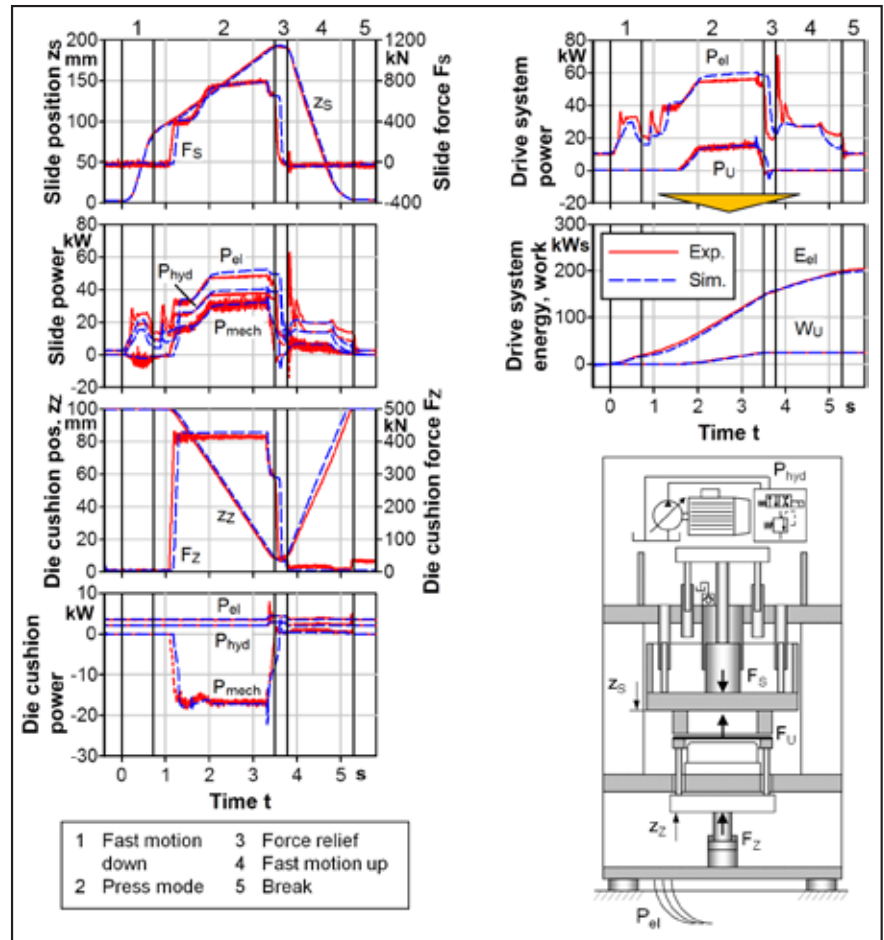 1 2 3 4 5
Slide position zS
mm
200
150
100
50
0
FS
zS
1200
kN
800
400
0
-400
Slide force FS
Slide power
80
kW
60
40
20
0
-20
Phyd
Pel
Pmech
Die cushion pos. zZ
100
mm
80
60
40
20
0
FZ
zZ
500
kN
400
300
200
100
0
Die cushion force FZ
Die cushion
power
10
kW
0
-10
-20
-30
Pel
Phyd
Pmech
0 1 2 3 4 5 s
Time t
1 Fast motion down
2 Press mode
3 Force relief
4 Fast motion up
5 Break
1 2 3 4 5
Drive system
power
80
kW
60
40
20
0
-20
Pel
PU
Drive system
energy, work
300
kWs
200
100
0
Exp.
Sim.
Eel
WU
0 1 2 3 4 5 s
Time t
Phyd
FS
zS
FU
zZ
FZ
Pel